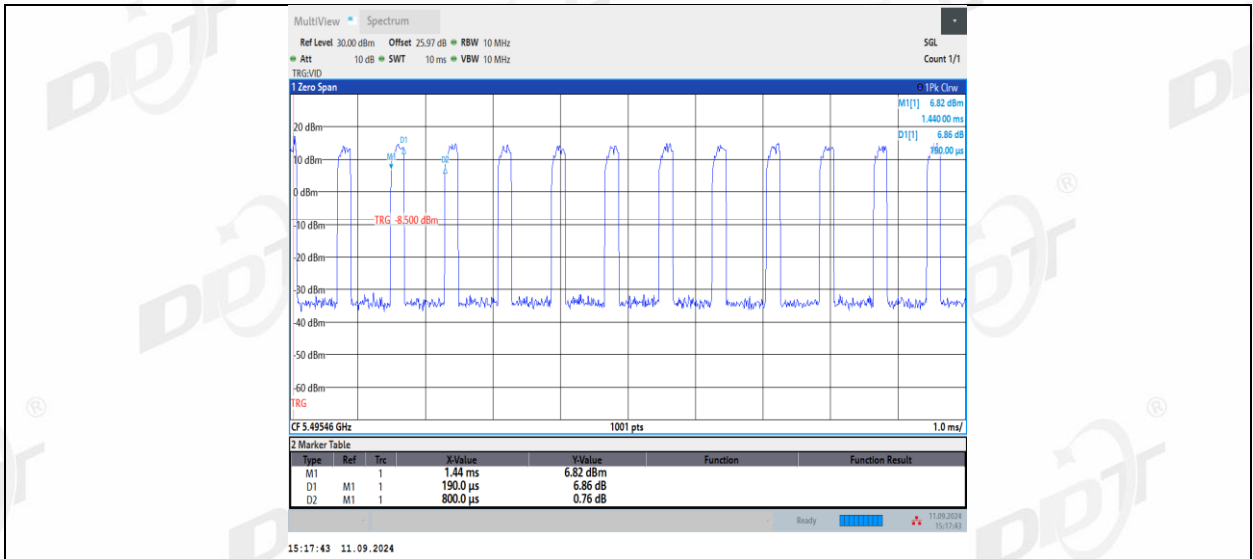 MultiView Spectrum
Ref Level 30.00 dBm Offset 25.97 dB RBW 10 MHz SGL
Att 10 dB SWT 10 ms VBW 10 MHz Count 1/1
TRG:VID
1 Zero Span 1Pk Clrw
M1[1] 6.82 dBm
1.440 00 ms
20 dBm
D1[1] 6.86 dB
190.00 µs
D1
M1
D2
10 dBm
0 dBm
TRG -8.500 dBm
-10 dBm
-20 dBm
-30 dBm
-40 dBm
-50 dBm
-60 dBm
TRG
CF 5.49546 GHz 1001 pts 1.0 ms/
2 Marker Table
Type Ref Trc X-Value Y-Value Function Function Result
M1 1 1.44 ms 6.82 dBm
D1 M1 1 190.0 µs 6.86 dB
D2 M1 1 800.0 µs 0.76 dB
Ready 11.09.2024
15:17:43
15:17:43 11.09.2024
DDT
®